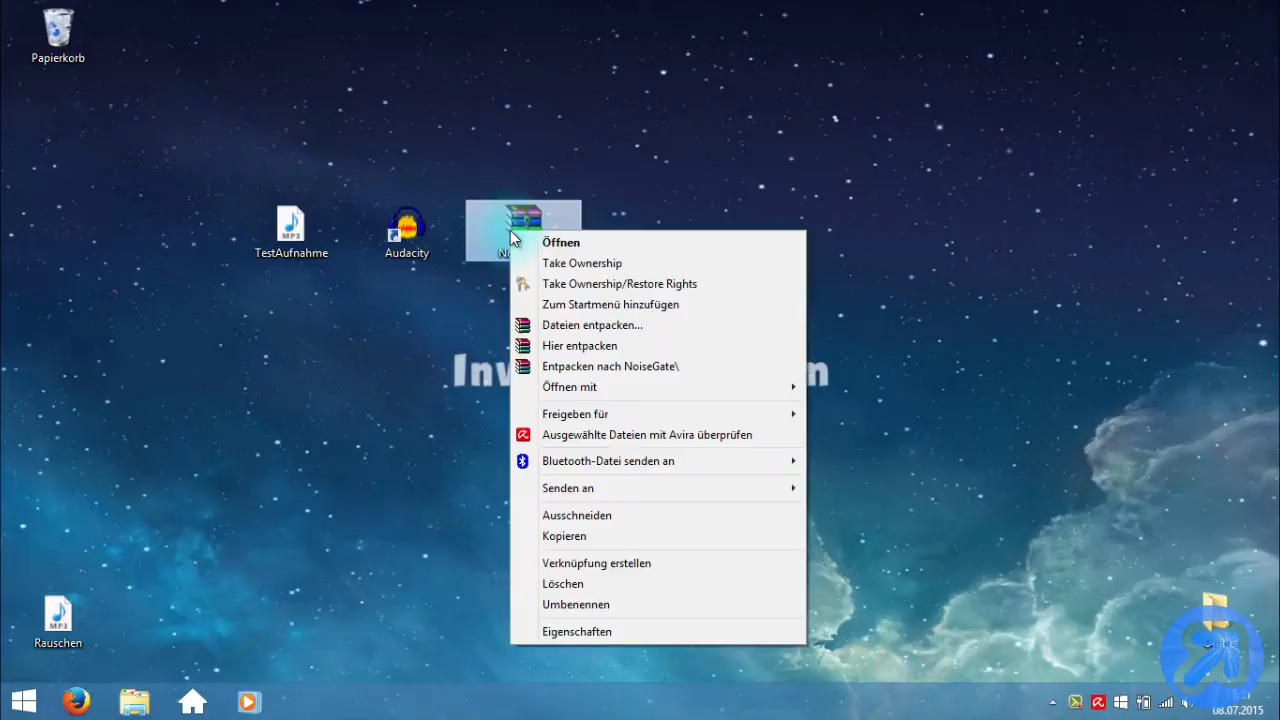 Papierkorb
MP3
TestAufnahme
Audacity
Öffnen
Take Ownership
Take Ownership/Restore Rights
Zum Startmenü hinzufügen
Dateien entpacken...
Hier entpacken
Entpacken nach NoiseGate\
Öffnen mit
Freigeben für
Ausgewählte Dateien mit Avira überprüfen
Bluetooth-Datei senden an
Senden an
Ausschneiden
Kopieren
Verknüpfung erstellen
Löschen
Umbenennen
Eigenschaften
MP3
Rauschen
08.07.2015